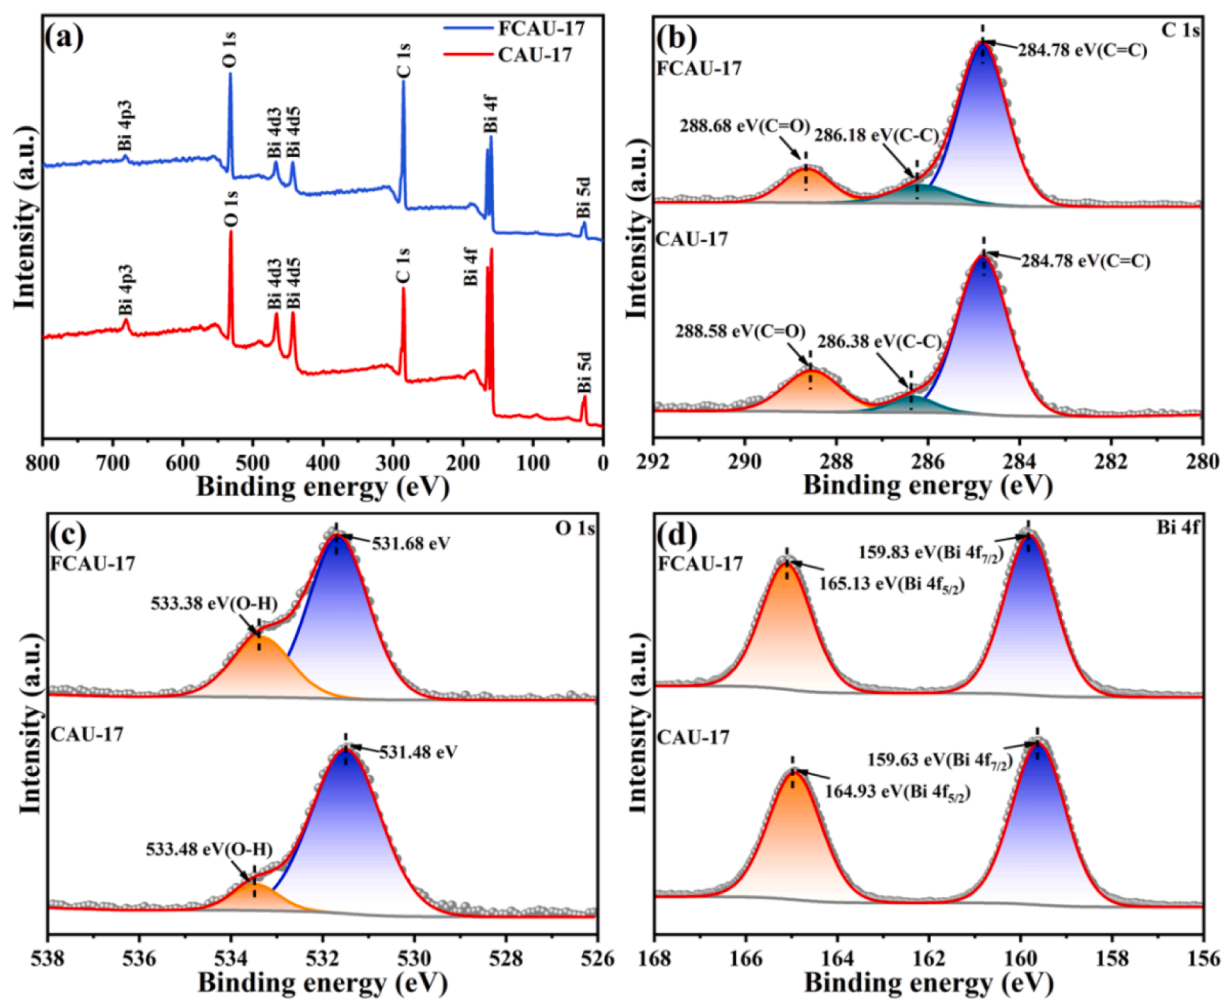 (a)
FCAU-17
CAU-17
Bi 4p3
O 1s
Bi 4d3
Bi 4d5
C 1s
Bi 4f
Bi 5d
Bi 4p3
O 1s
Bi 4d3
Bi 4d5
C 1s
Bi 4f
Bi 5d
Intensity (a.u.)
800 700 600 500 400 300 200 100 0
Binding energy (eV)
(b)
C 1s
FCAU-17
284.78 eV(C=C)
288.68 eV(C=O)
286.18 eV(C-C)
CAU-17
284.78 eV(C=C)
288.58 eV(C=O)
286.38 eV(C-C)
Intensity (a.u.)
292 290 288 286 284 282 280
Binding energy (eV)
(c)
O 1s
FCAU-17
531.68 eV
533.38 eV(O-H)
CAU-17
531.48 eV
533.48 eV(O-H)
Intensity (a.u.)
538 536 534 532 530 528 526
Binding energy (eV)
(d)
Bi 4f
FCAU-17
159.83 eV(Bi 4f7/2)
165.13 eV(Bi 4f5/2)
CAU-17
159.63 eV(Bi 4f7/2)
164.93 eV(Bi 4f5/2)
Intensity (a.u.)
168 166 164 162 160 158 156
Binding energy (eV)